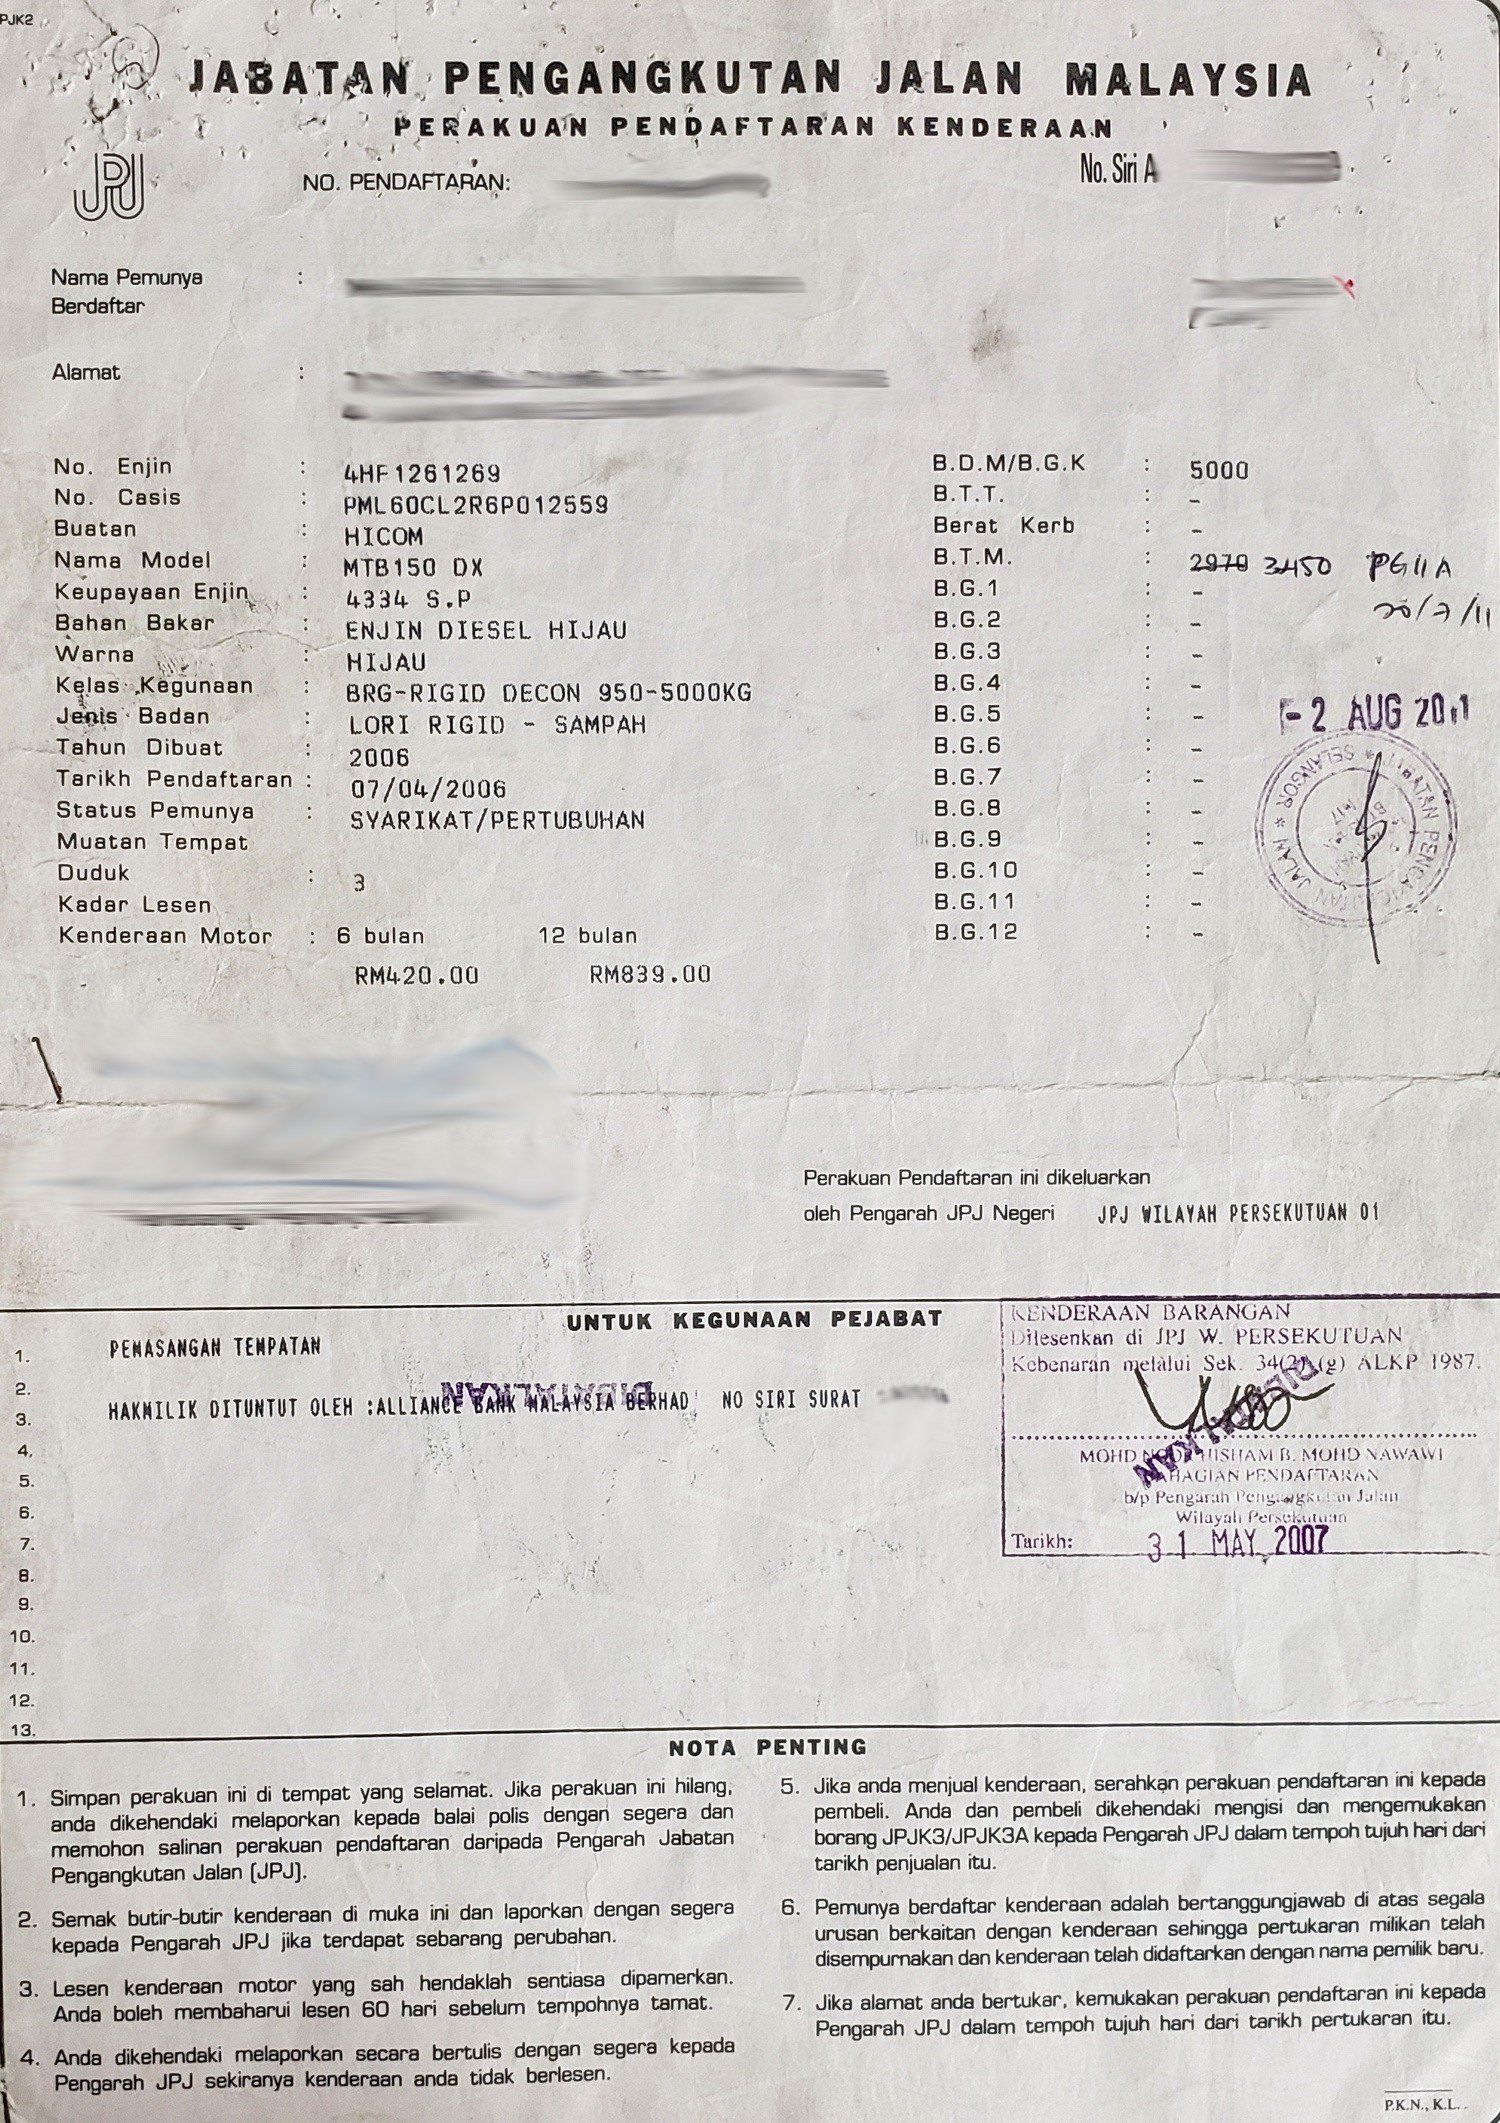 PJK2
JABATAN PENGANGKUTAN JALAN MALAYSIA
PERAKUAN PENDAFTARAN KENDERAAN
JPJ
NO. PENDAFTARAN:
No. Siri A
Nama Pemunya :
Berdaftar
Alamat :
No. Enjin : 4HF1261269
No. Casis : PML60CL2R6P012559
Buatan : HICOM
Nama Model : MTB150 DX
Keupayaan Enjin : 4334 S.P
Bahan Bakar : ENJIN DIESEL HIJAU
Warna : HIJAU
Kelas Kegunaan : BRG-RIGID DECON 950-5000KG
Jenis Badan : LORI RIGID - SAMPAH
Tahun Dibuat : 2006
Tarikh Pendaftaran : 07/04/2006
Status Pemunya : SYARIKAT/PERTUBUHAN
Muatan Tempat
Duduk : 3
Kadar Lesen
Kenderaan Motor : 6 bulan 12 bulan
RM420.00 RM839.00
B.D.M/B.G.K : 5000
B.T.T. : -
Berat Kerb : -
B.T.M. : 2970 3450 PG11A
20/7/11
B.G.1 : -
B.G.2 : -
B.G.3 : -
B.G.4 : -
B.G.5 : -
B.G.6 : -
B.G.7 : -
B.G.8 : -
B.G.9 : -
B.G.10 : -
B.G.11 : -
B.G.12 : -
-2 AUG 2011
JABATAN PENGANGKUTAN JALAN * SELANGOR *
Perakuan Pendaftaran ini dikeluarkan
oleh Pengarah JPJ Negeri JPJ WILAYAH PERSEKUTUAN 01
UNTUK KEGUNAAN PEJABAT
1. PEMASANGAN TEMPATAN
2.
DIBATALKAN
3. HAKMILIK DITUNTUT OLEH :ALLIANCE BANK MALAYSIA BERHAD NO SIRI SURAT
4.
5.
6.
7.
8.
9.
10.
11.
12.
13.
KENDERAAN BARANGAN
Dilesenkan di JPJ W. PERSEKUTUAN
Kebenaran melalui Sek. 34(2) (g) ALKP 1987.
MOHD NOOR HISHAM B. MOHD NAWAWI
BAHAGIAN PENDAFTARAN
b/p Pengarah Pengangkutan Jalan
Wilayah Persekutuan
Tarikh: 31 MAY 2007
NOTA PENTING
1. Simpan perakuan ini di tempat yang selamat. Jika perakuan ini hilang,
anda dikehendaki melaporkan kepada balai polis dengan segera dan
memohon salinan perakuan pendaftaran daripada Pengarah Jabatan
Pengangkutan Jalan (JPJ).
2. Semak butir-butir kenderaan di muka ini dan laporkan dengan segera
kepada Pengarah JPJ jika terdapat sebarang perubahan.
3. Lesen kenderaan motor yang sah hendaklah sentiasa dipamerkan.
Anda boleh membaharui lesen 60 hari sebelum tempohnya tamat.
4. Anda dikehendaki melaporkan secara bertulis dengan segera kepada
Pengarah JPJ sekiranya kenderaan anda tidak berlesen.
5. Jika anda menjual kenderaan, serahkan perakuan pendaftaran ini kepada
pembeli. Anda dan pembeli dikehendaki mengisi dan mengemukakan
borang JPJK3/JPJK3A kepada Pengarah JPJ dalam tempoh tujuh hari dari
tarikh penjualan itu.
6. Pemunya berdaftar kenderaan adalah bertanggungjawab di atas segala
urusan berkaitan dengan kenderaan sehingga pertukaran milikan telah
disempurnakan dan kenderaan telah didaftarkan dengan nama pemilik baru.
7. Jika alamat anda bertukar, kemukakan perakuan pendaftaran ini kepada
Pengarah JPJ dalam tempoh tujuh hari dari tarikh pertukaran itu.
P.K.N., K.L.